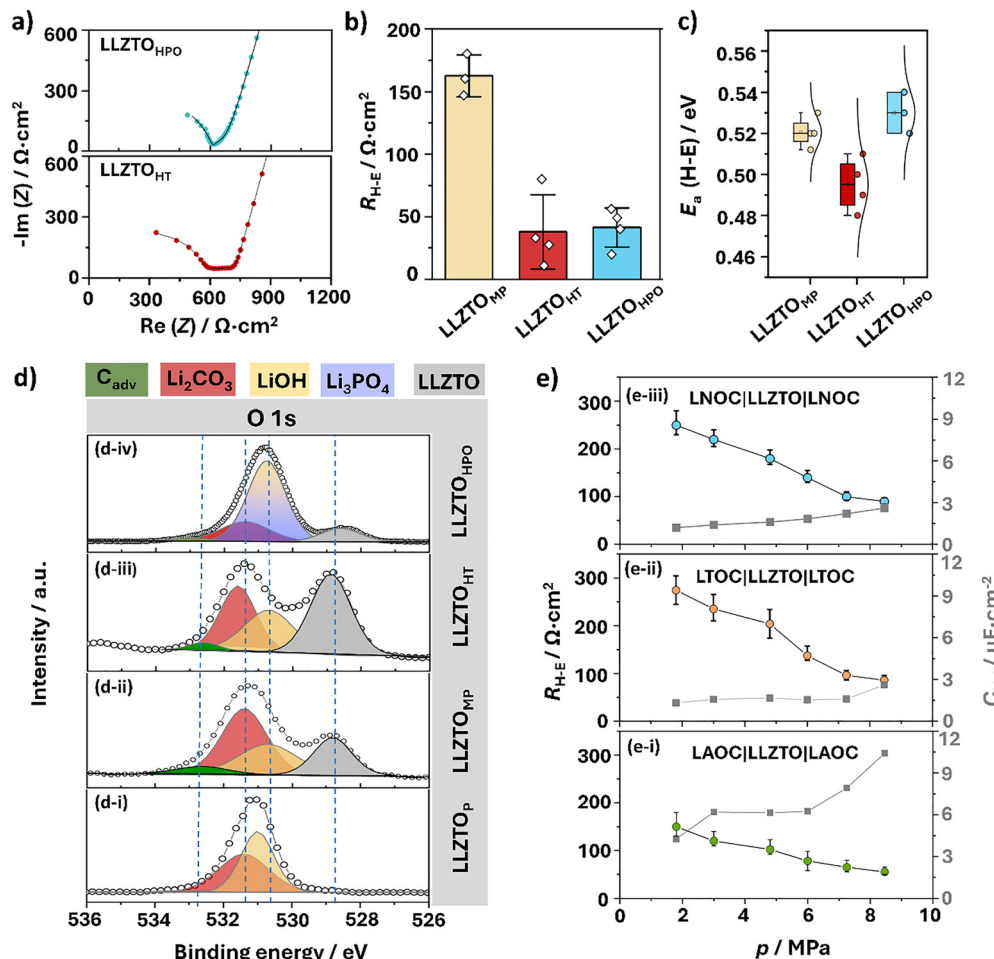 a)
LLZTO_HPO
600
300
0
LLZTO_HT
600
300
0
-Im (Z) / Ω·cm²
0 300 600 900 1200
Re (Z) / Ω·cm²
b)
200
150
100
50
0
R_H-E / Ω·cm²
LLZTO_MP LLZTO_HT LLZTO_HPO
c)
0.56
0.54
0.52
0.50
0.48
0.46
E_a (H-E) / eV
LLZTO_MP LLZTO_HT LLZTO_HPO
d)
C_adv Li₂CO₃ LiOH Li₃PO₄ LLZTO
O 1s
(d-iv)
LLZTO_HPO
(d-iii)
LLZTO_HT
(d-ii)
LLZTO_MP
(d-i)
LLZTO_P
Intensity / a.u.
536 534 532 530 528 526
Binding energy / eV
e)
(e-iii) LNOC|LLZTO|LNOC
300
200
100
0
12
9
6
3
0
(e-ii) LTOC|LLZTO|LTOC
300
200
100
0
12
9
6
3
0
(e-i) LAOC|LLZTO|LAOC
300
200
100
0
12
9
6
3
0
R_H-E / Ω·cm²
/ µF·cm⁻²
0 2 4 6 8 10
p / MPa